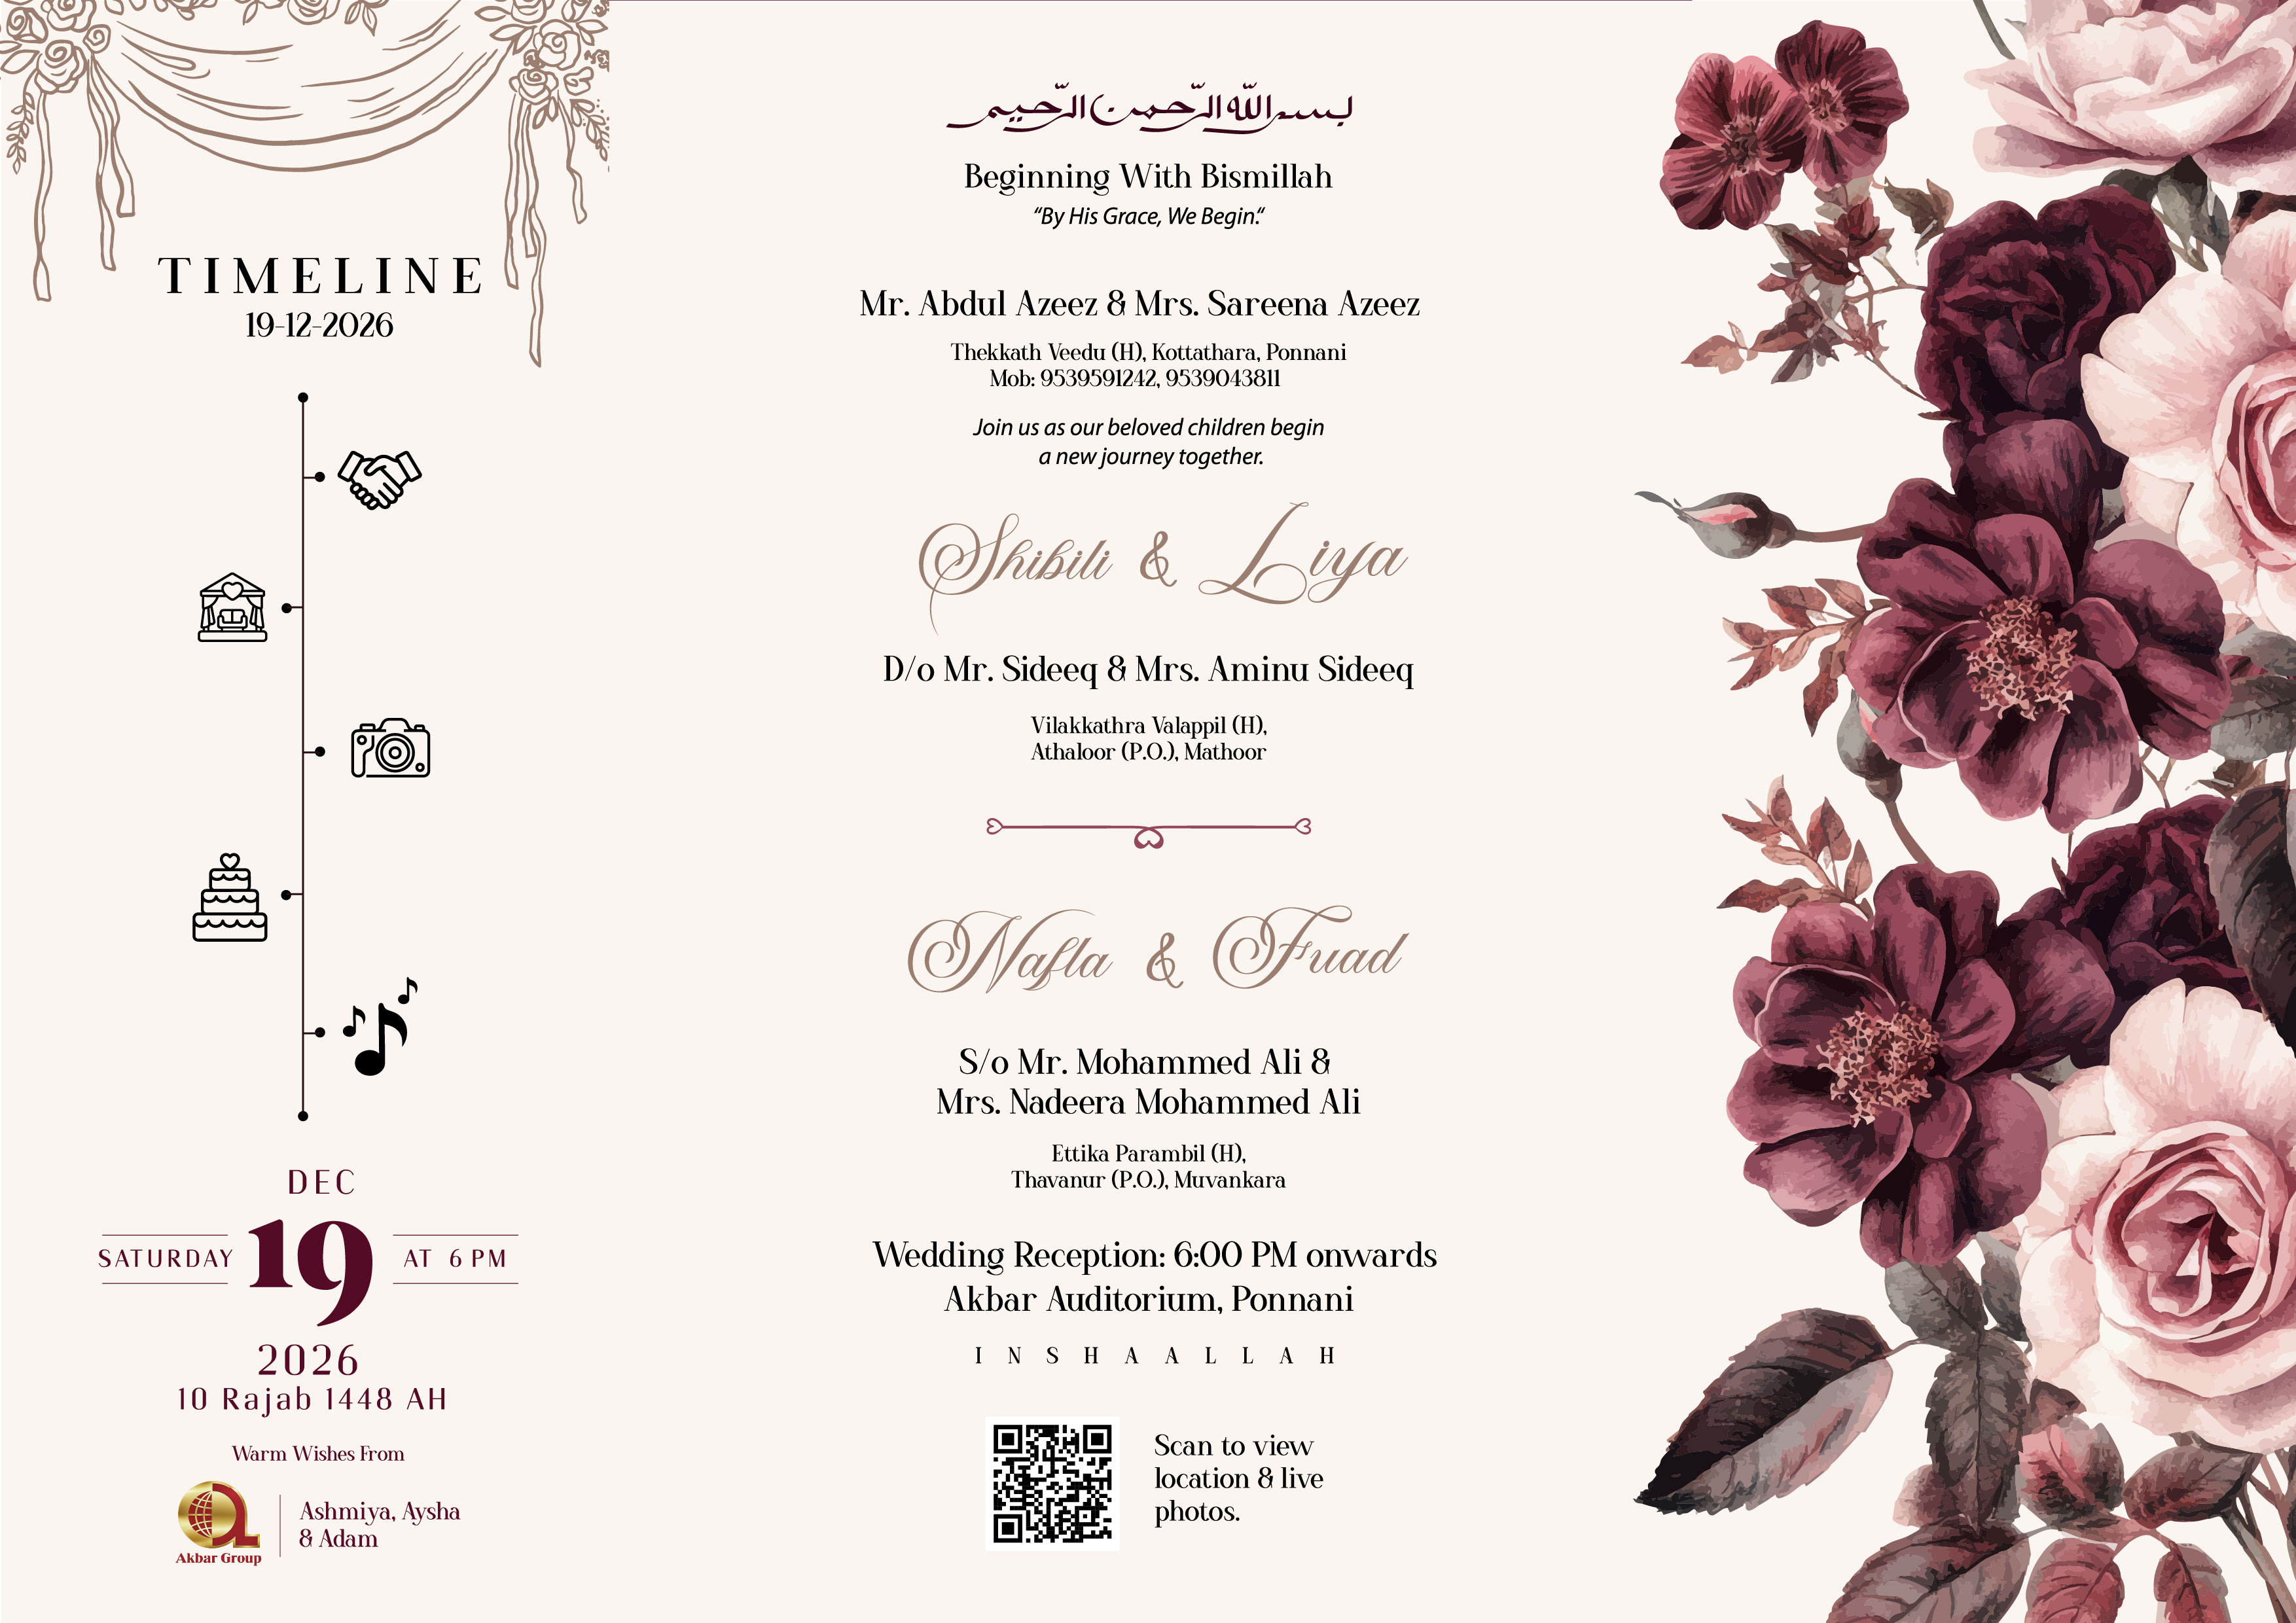 TIMELINE
19-12-2026
DEC
SATURDAY 19 AT 6 PM
2026
10 Rajab 1448 AH
Warm Wishes From
Akbar Group
Ashmiya, Aysha
& Adam
بسم الله الرحمن الرحيم
Beginning With Bismillah
“By His Grace, We Begin.“
Mr. Abdul Azeez & Mrs. Sareena Azeez
Thekkath Veedu (H), Kottathara, Ponnani
Mob: 9539591242, 9539043811
Join us as our beloved children begin
a new journey together.
Shibili & Liya
D/o Mr. Sideeq & Mrs. Aminu Sideeq
Vilakkathra Valappil (H),
Athaloor (P.O.), Mathoor
Nafla & Fuad
S/o Mr. Mohammed Ali &
Mrs. Nadeera Mohammed Ali
Ettika Parambil (H),
Thavanur (P.O.), Muvankara
Wedding Reception: 6:00 PM onwards
Akbar Auditorium, Ponnani
INSHAALLAH
Scan to view
location & live
photos.